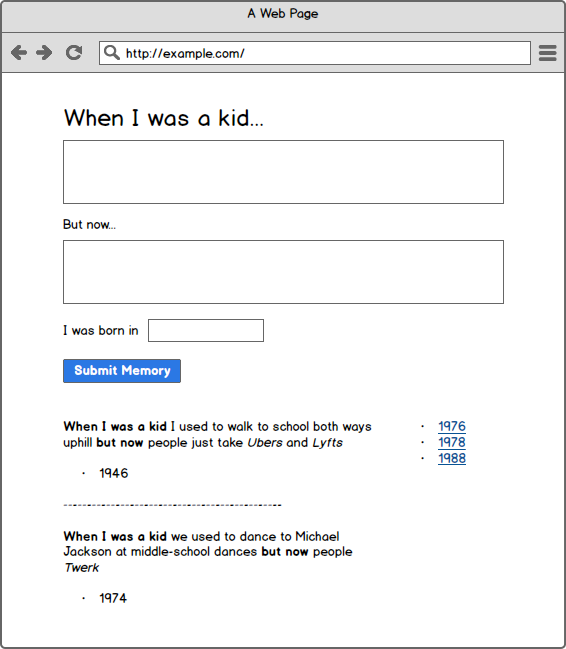 A Web Page
http://example.com/
When I was a kid...
But now...
I was born in
Submit Memory
When I was a kid I used to walk to school both ways
uphill but now people just take Ubers and Lyfts
• 1946
--------------------------------------------
When I was a kid we used to dance to Michael
Jackson at middle-school dances but now people
Twerk
• 1974
• 1976
• 1978
• 1988